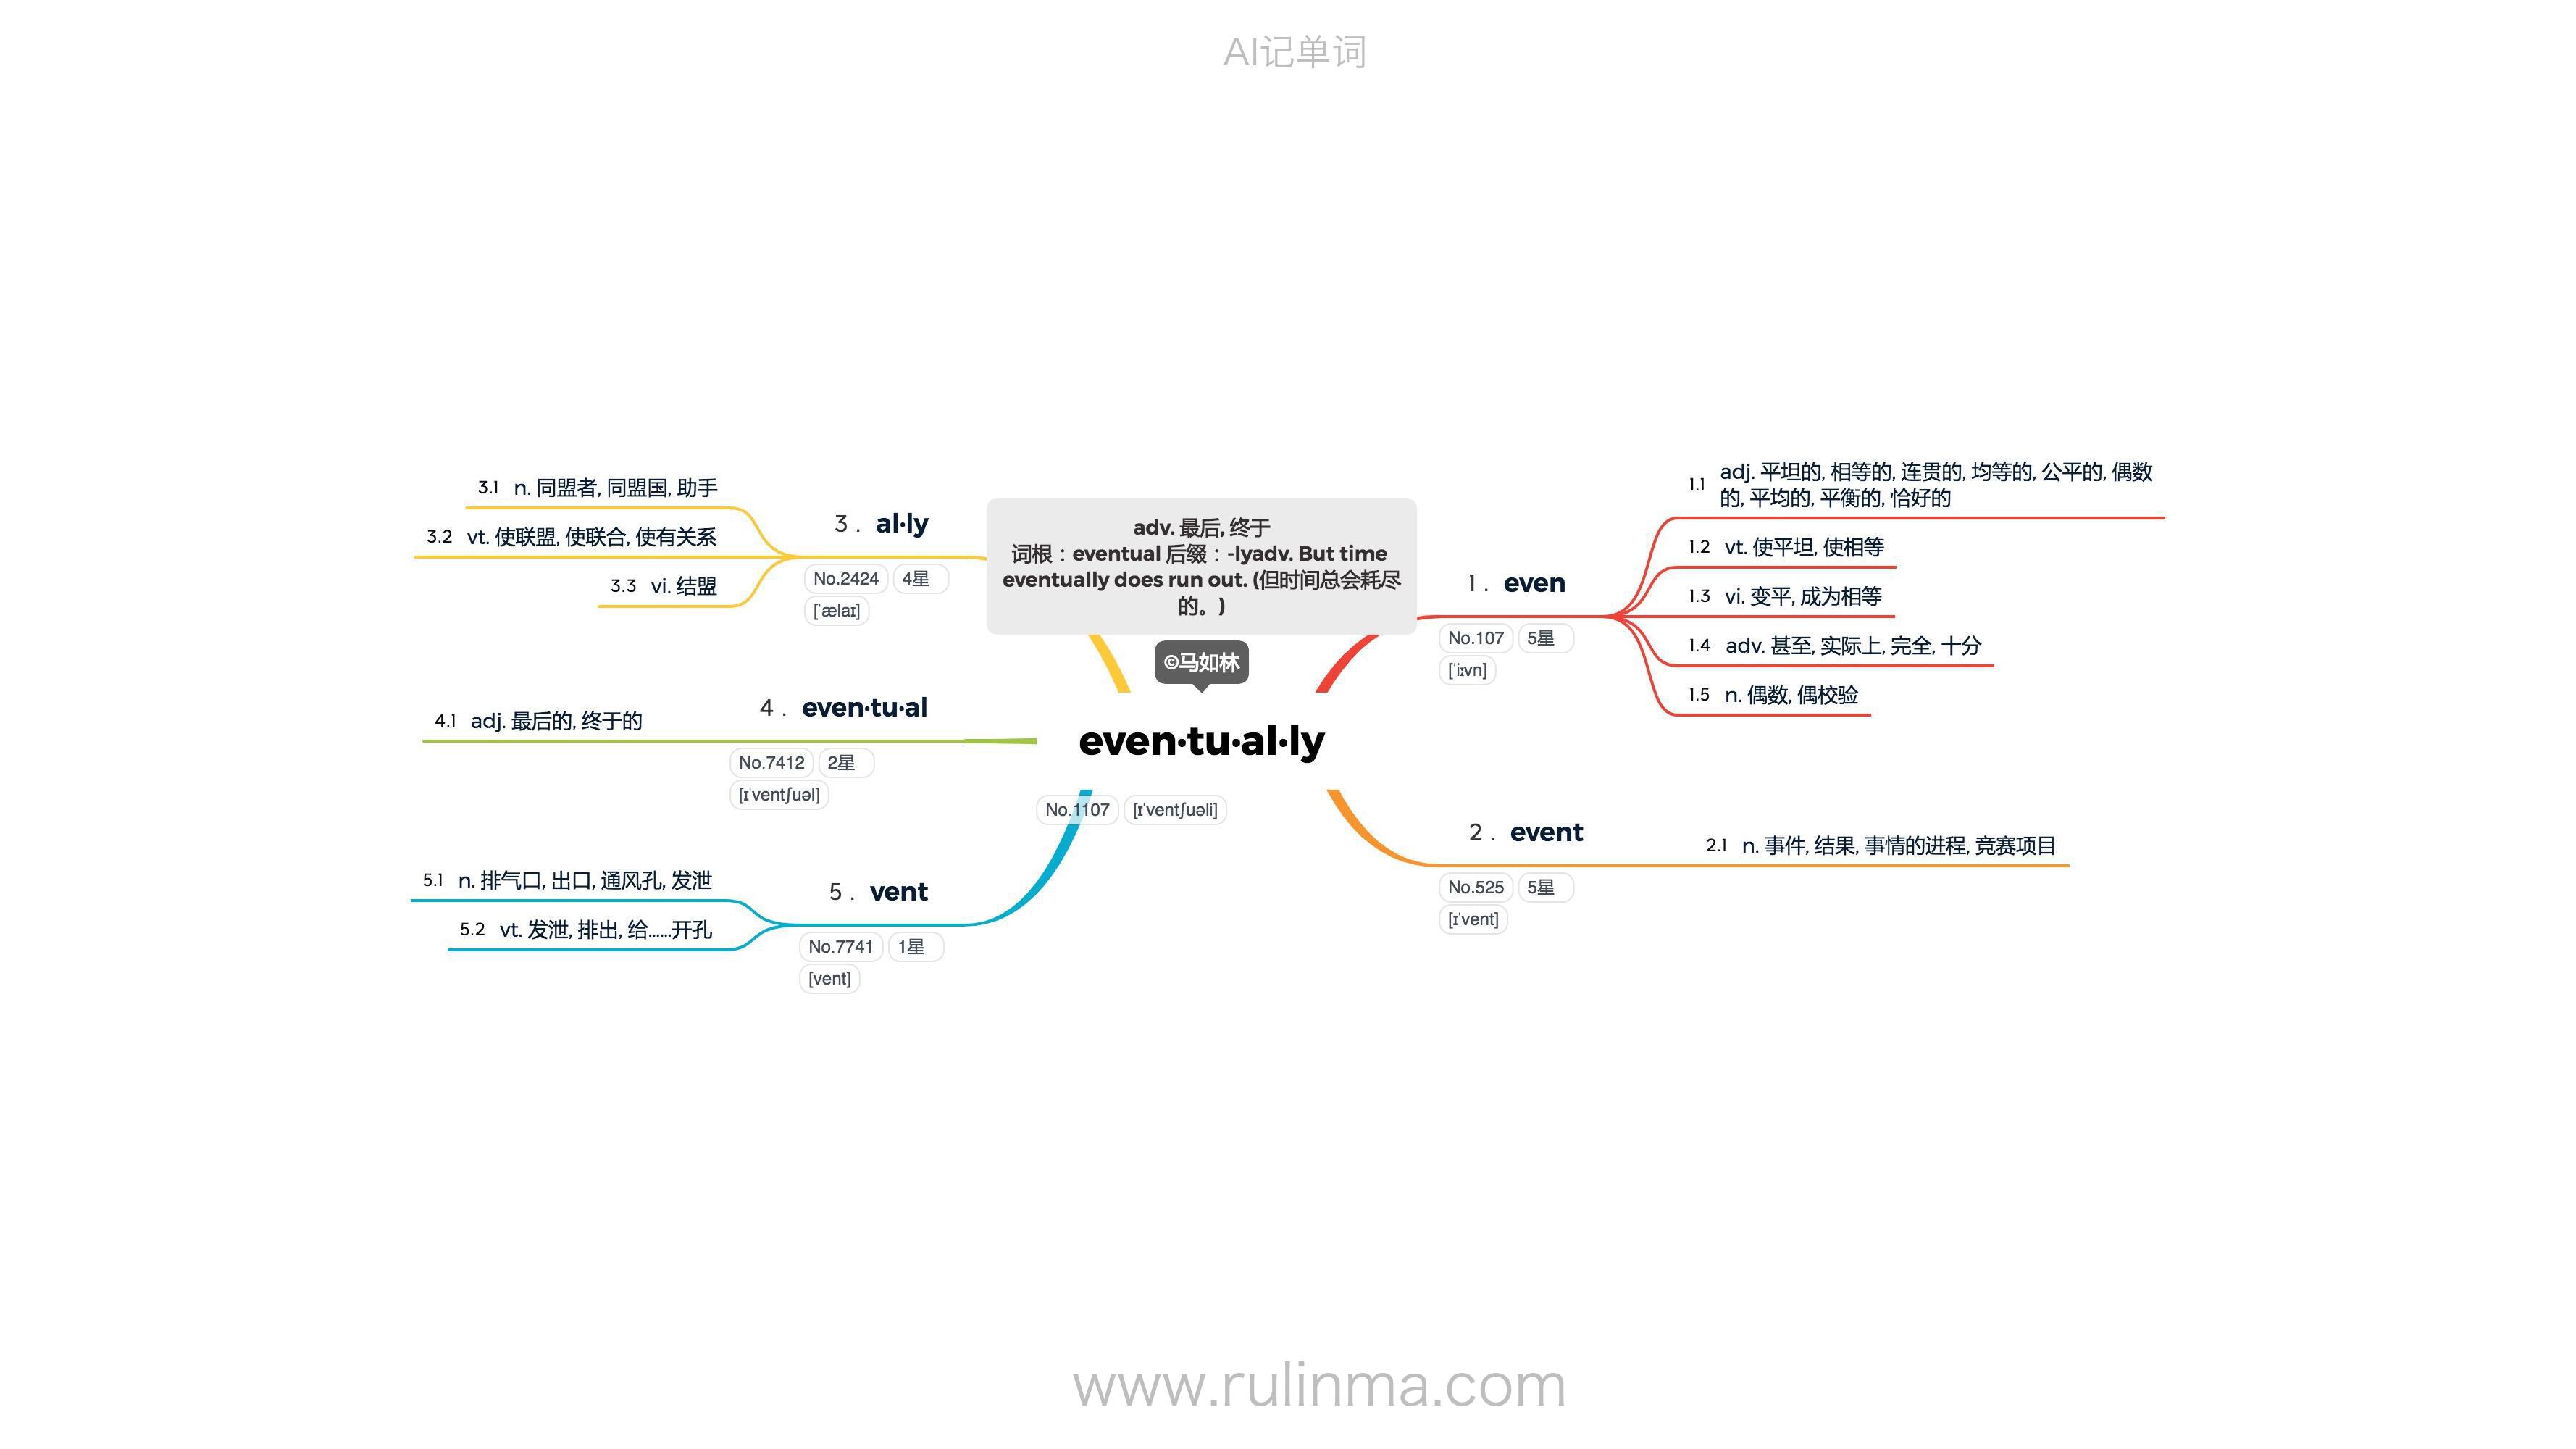 AI记单词
adv. 最后, 终于
词根：eventual 后缀：-lyadv. But time
eventually does run out. (但时间总会耗尽
的。)
©马如林
even·tu·al·ly
No.1107 [ɪˈventʃuəli]
1 . even
No.107 5星
[ˈiːvn]
1.1 adj. 平坦的, 相等的, 连贯的, 均等的, 公平的, 偶数
的, 平均的, 平衡的, 恰好的
1.2 vt. 使平坦, 使相等
1.3 vi. 变平, 成为相等
1.4 adv. 甚至, 实际上, 完全, 十分
1.5 n. 偶数, 偶校验
2 . event
No.525 5星
[ɪˈvent]
2.1 n. 事件, 结果, 事情的进程, 竞赛项目
3 . al·ly
No.2424 4星
[ˈælaɪ]
3.1 n. 同盟者, 同盟国, 助手
3.2 vt. 使联盟, 使联合, 使有关系
3.3 vi. 结盟
4 . even·tu·al
No.7412 2星
[ɪˈventʃuəl]
4.1 adj. 最后的, 终于的
5 . vent
No.7741 1星
[vent]
5.1 n. 排气口, 出口, 通风孔, 发泄
5.2 vt. 发泄, 排出, 给......开孔
www.rulinma.com